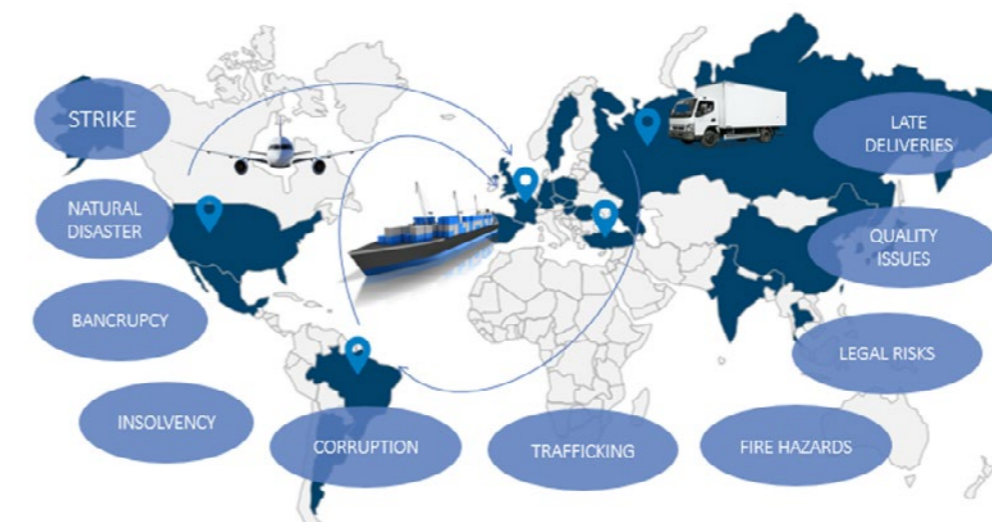 STRIKE
NATURAL
DISASTER
BANCRUPCY
INSOLVENCY
CORRUPTION
TRAFFICKING
FIRE HAZARDS
LEGAL RISKS
QUALITY
ISSUES
LATE
DELIVERIES